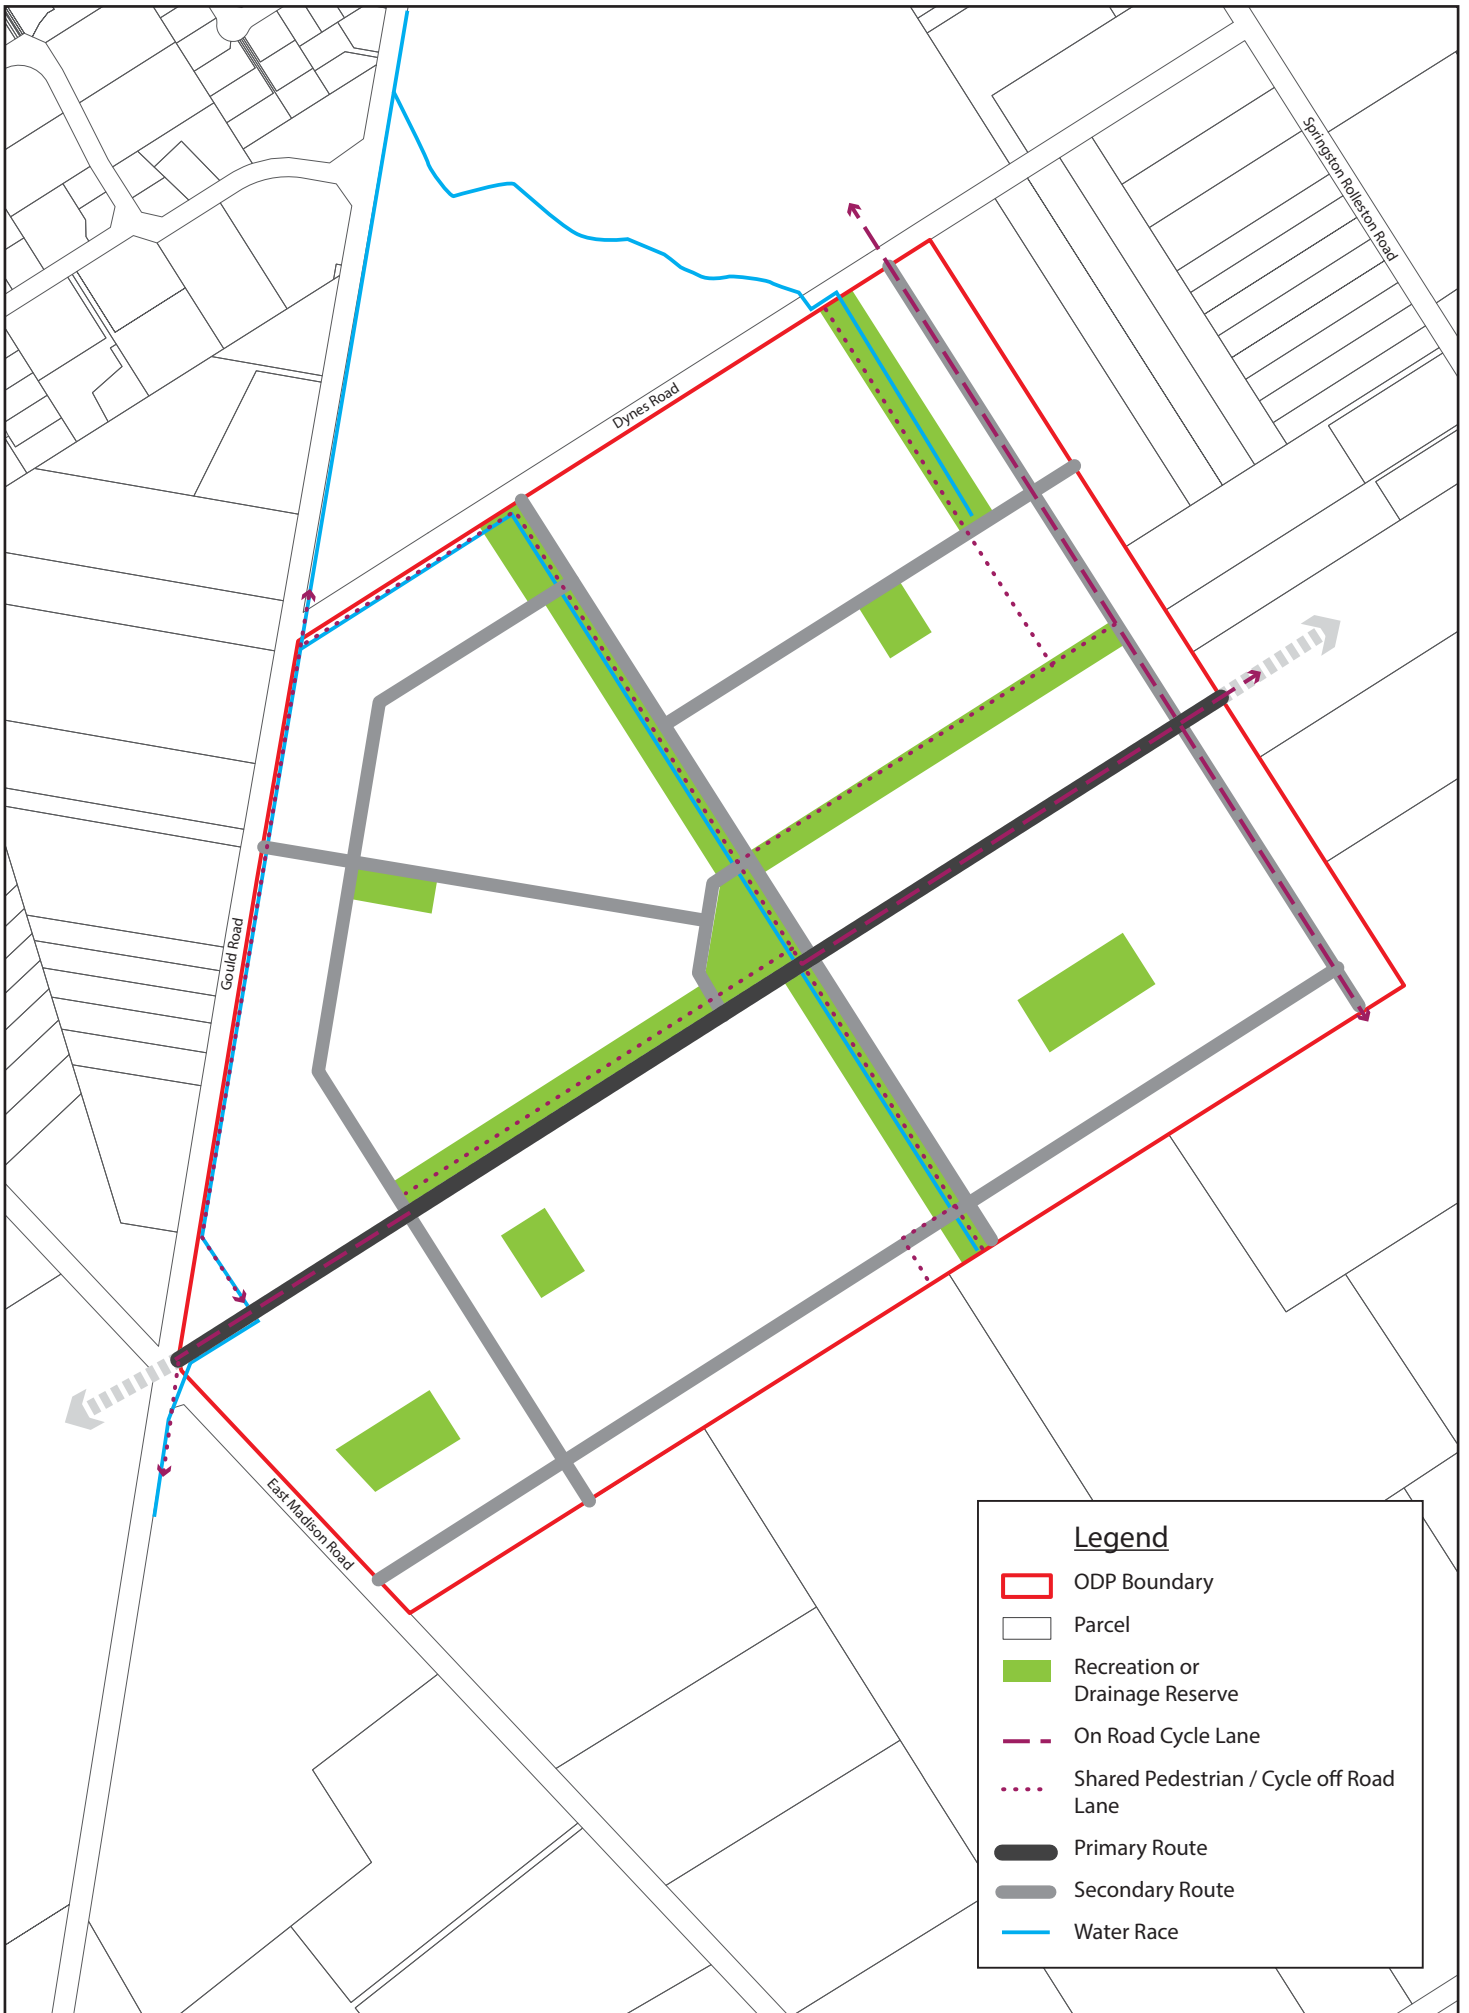 Springston Rolleston Road
Dynes Road
Gould Road
East Madison Road
Legend
ODP Boundary
Parcel
Recreation or
Drainage Reserve
On Road Cycle Lane
Shared Pedestrian / Cycle off Road
Lane
Primary Route
Secondary Route
Water Race